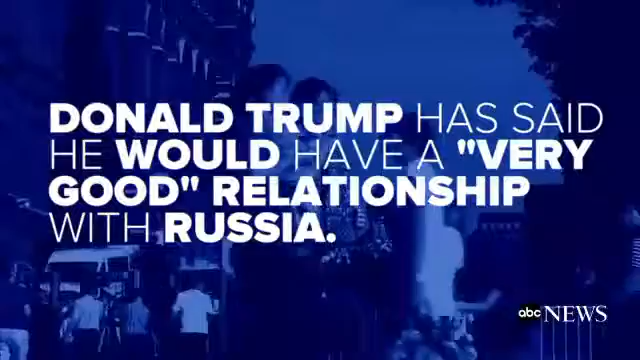 DONALD TRUMP HAS SAID
HE WOULD HAVE A "VERY
GOOD" RELATIONSHIP
WITH RUSSIA.
abc NEWS